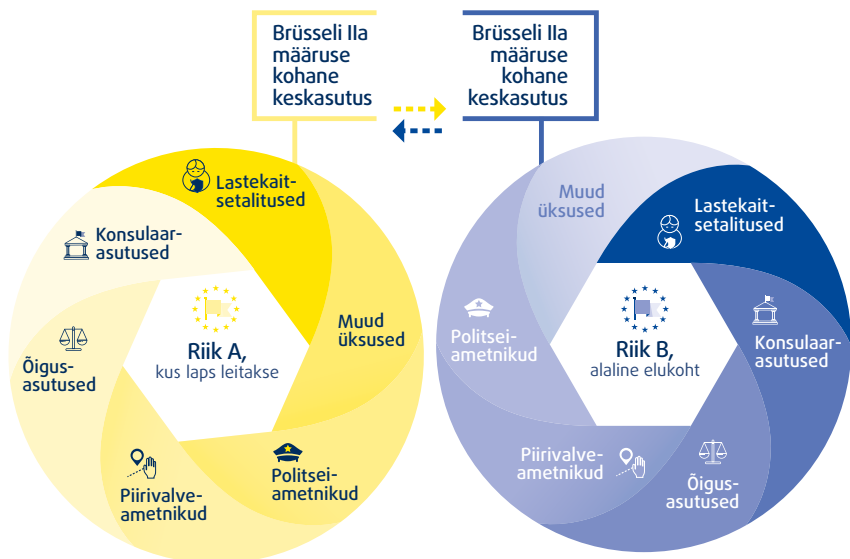 Brüsseli IIa
määruse
kohane
keskasutus
Brüsseli IIa
määruse
kohane
keskasutus
Lastekait-
setalitused
Konsulaar-
asutused
Muud
üksused
Riik A,
kus laps leitakse
Õigus-
asutused
Piirivalve-
ametnikud
Politsei-
ametnikud
Muud
üksused
Lastekait-
setalitused
Politsei-
ametnikud
Riik B,
alaline elukoht
Konsulaar-
asutused
Piirivalve-
ametnikud
Õigus-
asutused